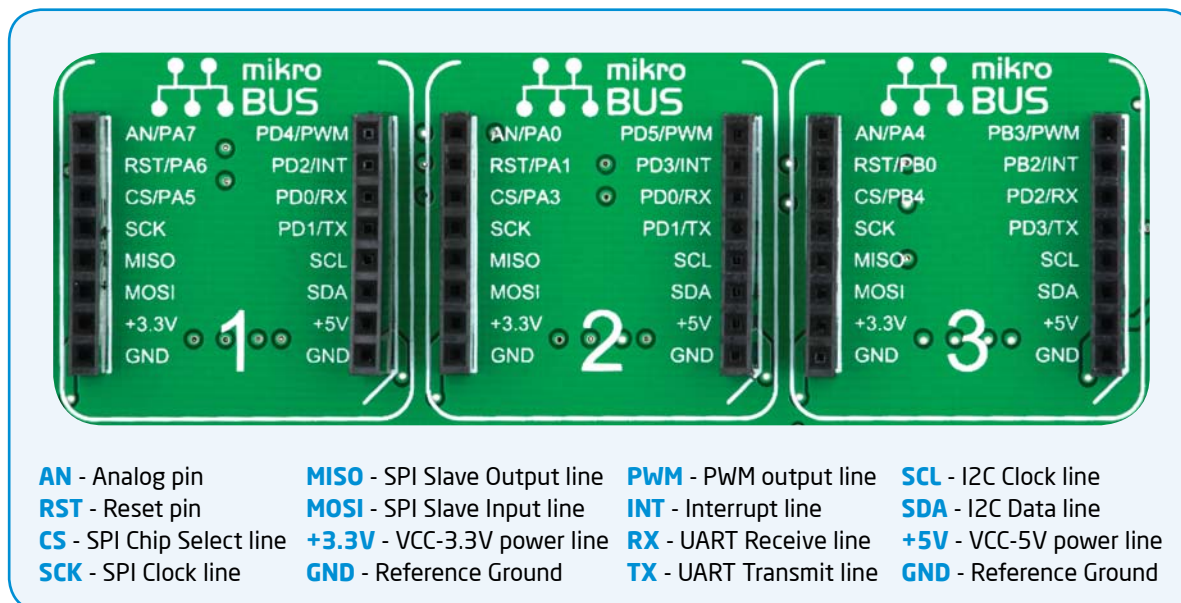 mikro
BUS
AN/PA7 PD4/PWM
RST/PA6 PD2/INT
CS/PA5 PD0/RX
SCK PD1/TX
MISO SCL
MOSI SDA
+3.3V +5V
GND GND
1
mikro
BUS
AN/PA0 PD5/PWM
RST/PA1 PD3/INT
CS/PA3 PD0/RX
SCK PD1/TX
MISO SCL
MOSI SDA
+3.3V +5V
GND GND
2
mikro
BUS
AN/PA4 PB3/PWM
RST/PB0 PB2/INT
CS/PB4 PD2/RX
SCK PD3/TX
MISO SCL
MOSI SDA
+3.3V +5V
GND GND
3
AN - Analog pin
RST - Reset pin
CS - SPI Chip Select line
SCK - SPI Clock line
MISO - SPI Slave Output line
MOSI - SPI Slave Input line
+3.3V - VCC-3.3V power line
GND - Reference Ground
PWM - PWM output line
INT - Interrupt line
RX - UART Receive line
TX - UART Transmit line
SCL - I2C Clock line
SDA - I2C Data line
+5V - VCC-5V power line
GND - Reference Ground